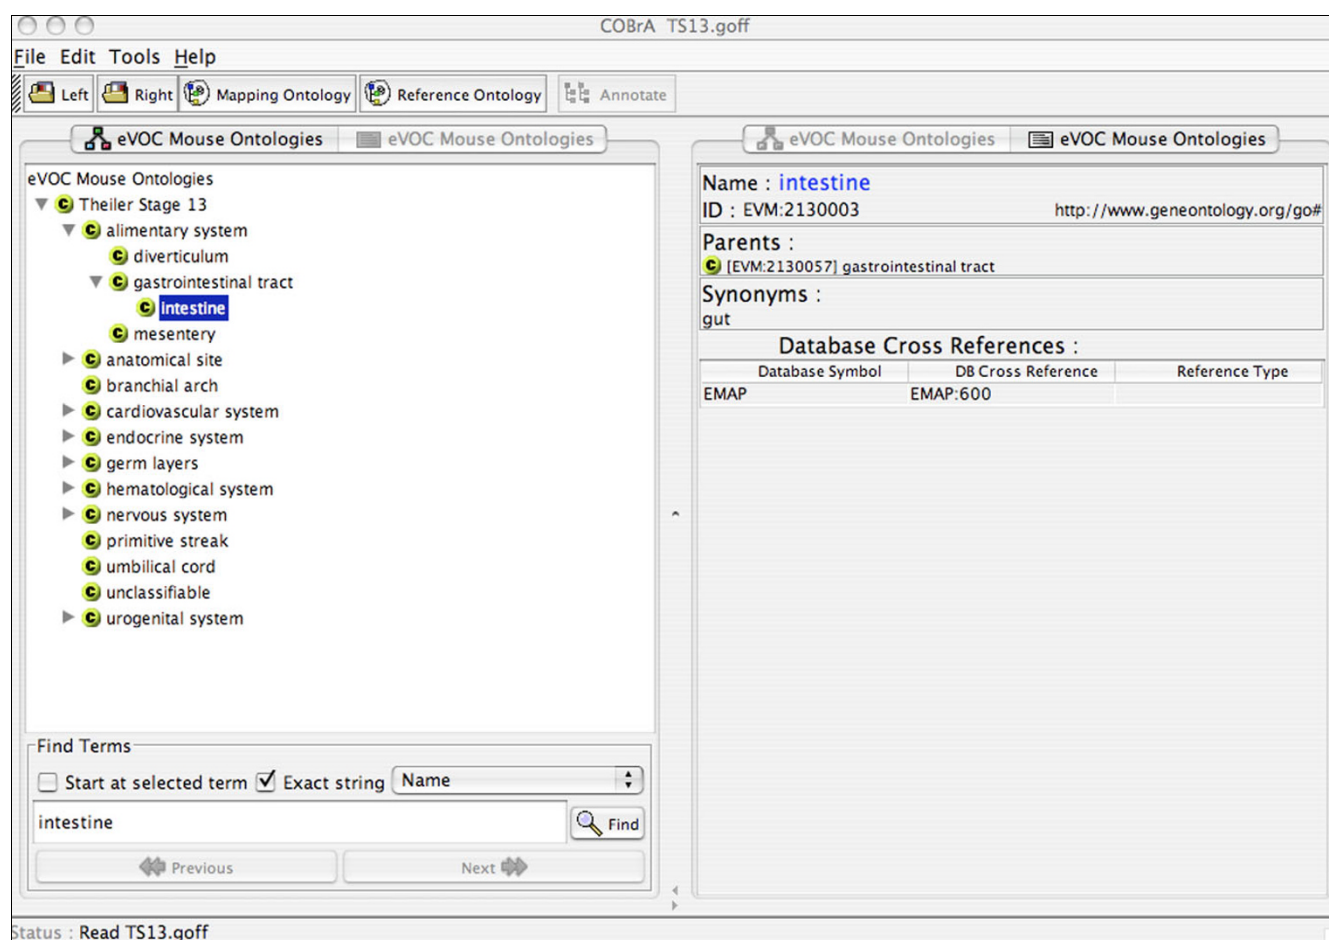 COBrA TS13.goff
File Edit Tools Help
Left Right Mapping Ontology Reference Ontology Annotate
eVOC Mouse Ontologies eVOC Mouse Ontologies
eVOC Mouse Ontologies
Theiler Stage 13
alimentary system
diverticulum
gastrointestinal tract
intestine
mesentery
anatomical site
branchial arch
cardiovascular system
endocrine system
germ layers
hematological system
nervous system
primitive streak
umbilical cord
unclassifiable
urogenital system
Find Terms
Start at selected term Exact string Name
intestine Find
Previous Next
eVOC Mouse Ontologies eVOC Mouse Ontologies
Name : intestine
ID : EVM:2130003 http://www.geneontology.org/go#
Parents :
[EVM:2130057] gastrointestinal tract
Synonyms :
gut
Database Cross References :
Database Symbol DB Cross Reference Reference Type
EMAP EMAP:600
Status : Read TS13.goff